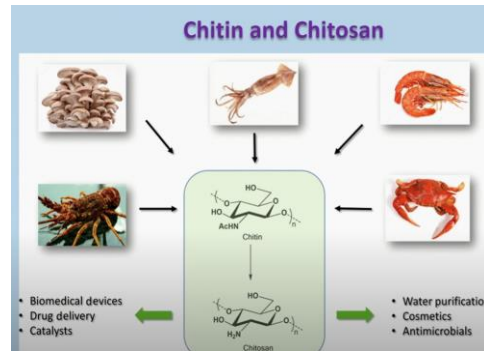 Chitin and Chitosan
HO
O
HO
AcHN
O
n
Chitin
HO
O
HO
H₂N
O
n
Chitosan
• Biomedical devices
• Drug delivery
• Catalysts
• Water purification
• Cosmetics
• Antimicrobials